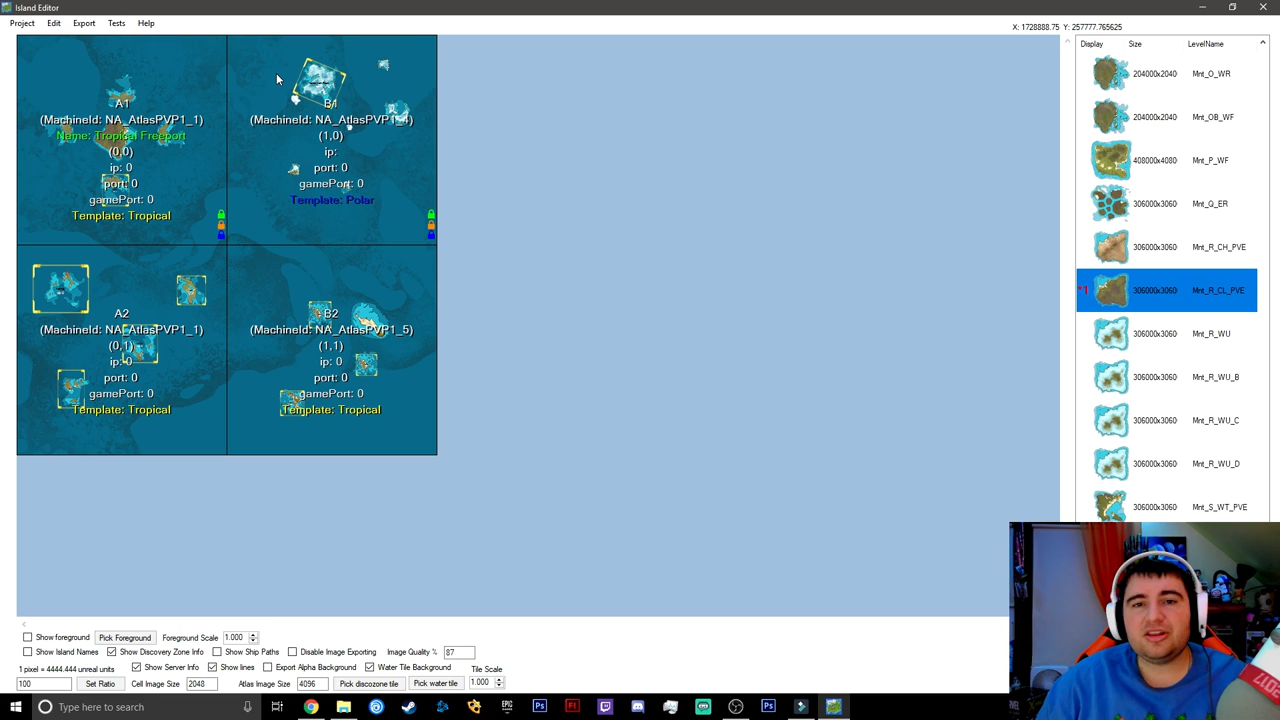 Island Editor
Project Edit Export Tests Help
X: 1728888.75 Y: 257777.765625
A1
(MachineId: NA_AtlasPVP1_1)
Name: Tropical Freeport
(0,0)
ip: 0
port: 0
gamePort: 0
Template: Tropical
B1
(MachineId: NA_AtlasPVP1_4)
(1,0)
ip:
port: 0
gamePort: 0
Template: Polar
A2
(MachineId: NA_AtlasPVP1_1)
(0,1)
ip: 0
port: 0
gamePort: 0
Template: Tropical
B2
(MachineId: NA_AtlasPVP1_5)
(1,1)
ip: 0
port: 0
gamePort: 0
Template: Tropical
Display Size LevelName
204000x2040 Mnt_O_WR
204000x2040 Mnt_OB_WF
408000x4080 Mnt_P_WF
306000x3060 Mnt_Q_ER
306000x3060 Mnt_R_CH_PVE
*1 306000x3060 Mnt_R_CL_PVE
306000x3060 Mnt_R_WU
306000x3060 Mnt_R_WU_B
306000x3060 Mnt_R_WU_C
306000x3060 Mnt_R_WU_D
306000x3060 Mnt_S_WT_PVE
Show foreground Pick Foreground Foreground Scale 1.000
Show Island Names Show Discovery Zone Info Show Ship Paths Disable Image Exporting Image Quality % 87
1 pixel = 4444.444 unreal units Show Server Info Show lines Export Alpha Background Water Tile Background Tile Scale
100 Set Ratio Cell Image Size 2048 Atlas Image Size 4096 Pick discozone tile Pick water tile 1.000
Type here to search